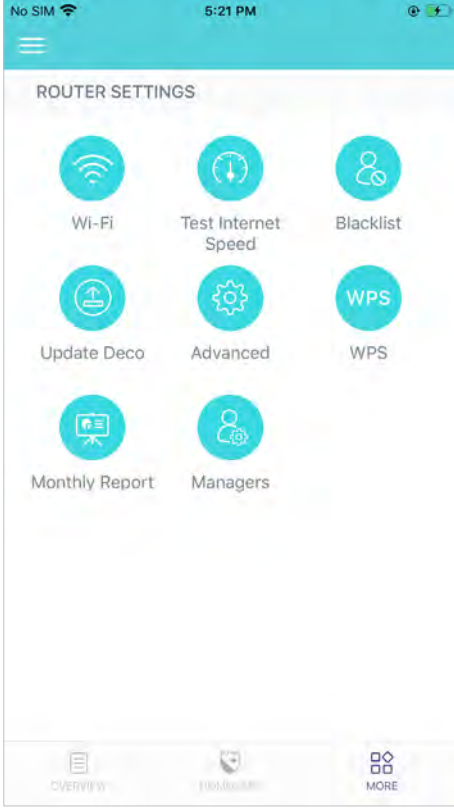 No SIM 5:21 PM
ROUTER SETTINGS
Wi-Fi Test Internet Speed Blacklist
Update Deco Advanced WPS WPS
Monthly Report Managers
OVERVIEW HOMECARE MORE